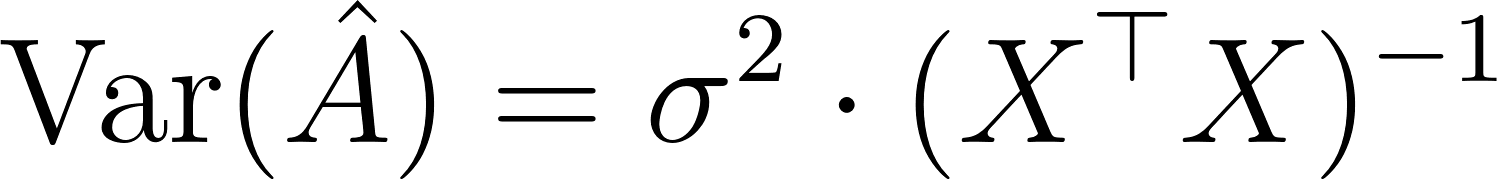 Var(Â) = σ² · (X⊤ X)⁻¹